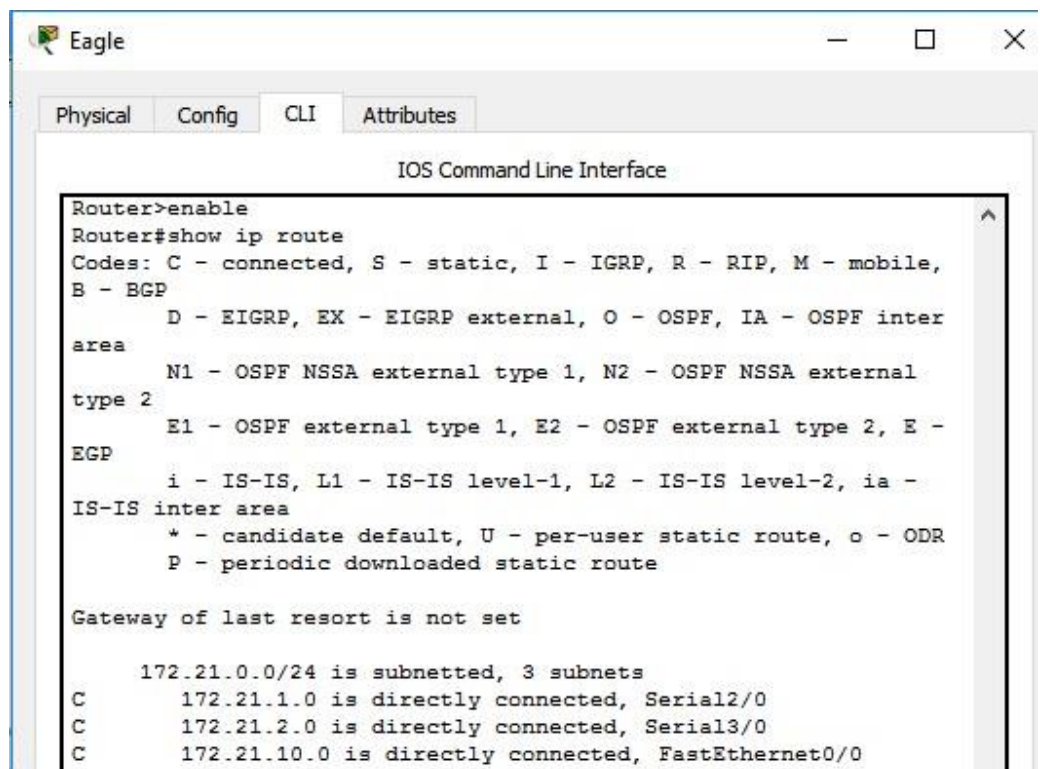 Eagle
Physical Config CLI Attributes
IOS Command Line Interface
Router>enable
Router#show ip route
Codes: C - connected, S - static, I - IGRP, R - RIP, M - mobile,
B - BGP
D - EIGRP, EX - EIGRP external, O - OSPF, IA - OSPF inter
area
N1 - OSPF NSSA external type 1, N2 - OSPF NSSA external
type 2
E1 - OSPF external type 1, E2 - OSPF external type 2, E -
EGP
i - IS-IS, L1 - IS-IS level-1, L2 - IS-IS level-2, ia -
IS-IS inter area
* - candidate default, U - per-user static route, o - ODR
P - periodic downloaded static route
Gateway of last resort is not set
172.21.0.0/24 is subnetted, 3 subnets
C 172.21.1.0 is directly connected, Serial2/0
C 172.21.2.0 is directly connected, Serial3/0
C 172.21.10.0 is directly connected, FastEthernet0/0